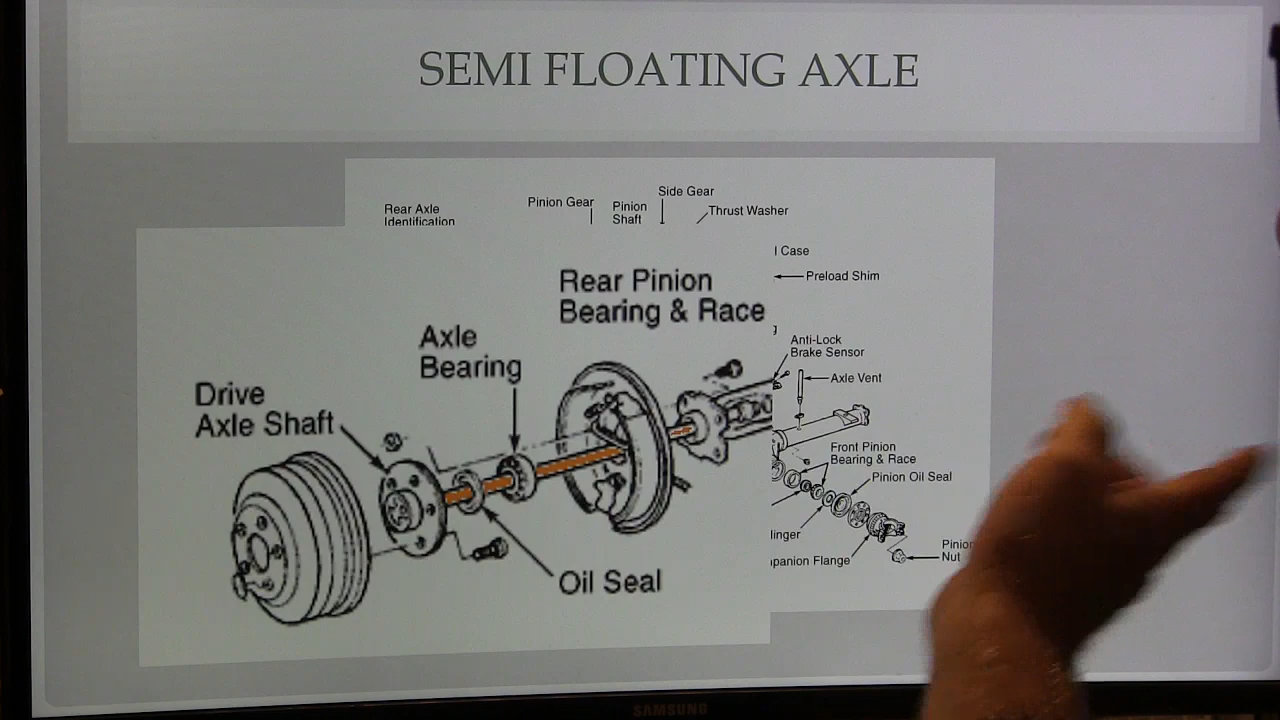 SEMI FLOATING AXLE
Side Gear
Pinion Gear
Pinion
Shaft
Thrust Washer
Rear Axle
Identification
l Case
Preload Shim
Rear Pinion
Bearing & Race
Axle
Bearing
Anti-Lock
Brake Sensor
Axle Vent
Drive
Axle Shaft
Front Pinion
Bearing & Race
Pinion Oil Seal
linger
Pinion
Nut
panion Flange
Oil Seal
SAMSUNG